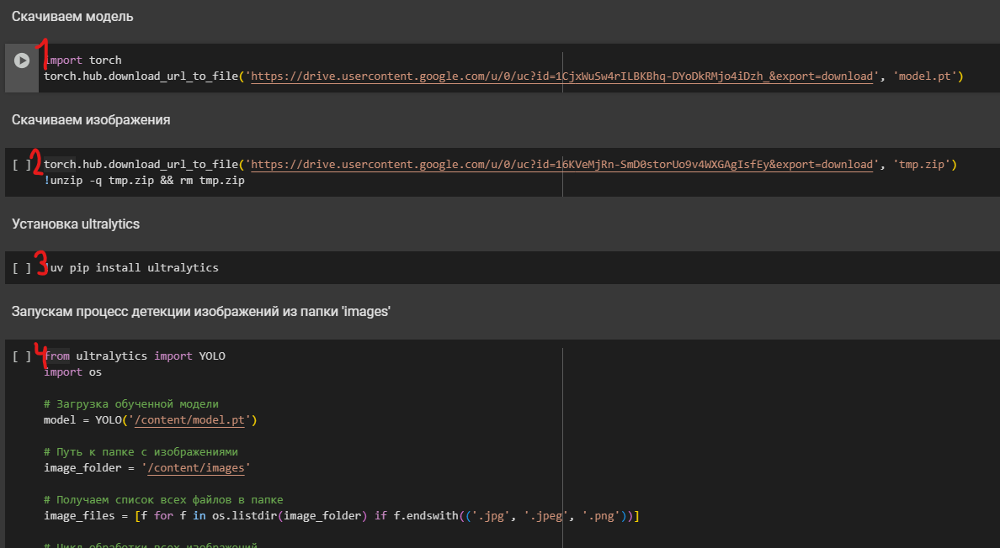 Скачиваем модель
1
import torch
torch.hub.download_url_to_file('https://drive.usercontent.google.com/u/0/uc?id=1CjxWuSw4rILBKBhq-DYoDkRMjo4iDzh_&export=download', 'model.pt')
Скачиваем изображения
[ ] 2 torch.hub.download_url_to_file('https://drive.usercontent.google.com/u/0/uc?id=16KVeMjRn-SmD0storUo9v4WXGAgIsfEy&export=download', 'tmp.zip')
!unzip -q tmp.zip && rm tmp.zip
Установка ultralytics
[ ] 3 !uv pip install ultralytics
Запускам процесс детекции изображений из папки 'images'
[ ] 4 from ultralytics import YOLO
import os
# Загрузка обученной модели
model = YOLO('/content/model.pt')
# Путь к папке с изображениями
image_folder = '/content/images'
# Получаем список всех файлов в папке
image_files = [f for f in os.listdir(image_folder) if f.endswith(('.jpg', '.jpeg', '.png'))]
# Цикл обработки всех изображений